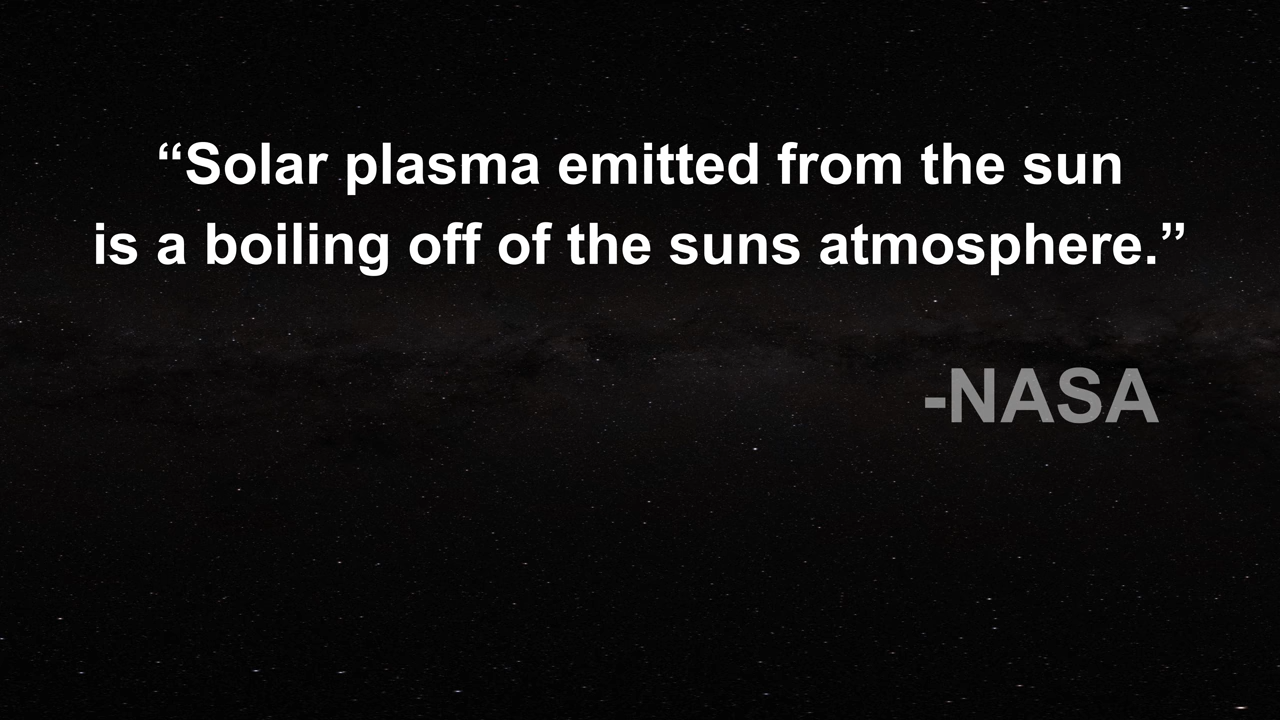 “Solar plasma emitted from the sun
is a boiling off of the suns atmosphere.”
-NASA